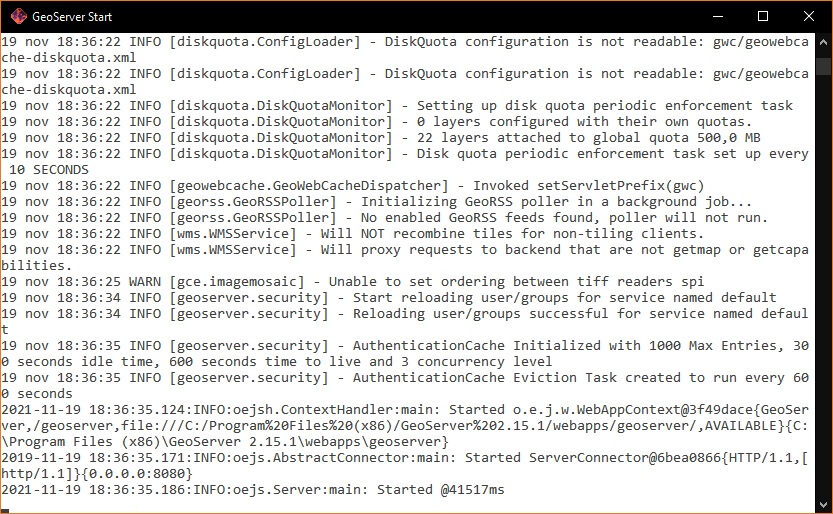 GeoServer Start
19 nov 18:36:22 INFO [diskquota.ConfigLoader] - DiskQuota configuration is not readable: gwc/geowebca
che-diskquota.xml
19 nov 18:36:22 INFO [diskquota.ConfigLoader] - DiskQuota configuration is not readable: gwc/geowebca
che-diskquota.xml
19 nov 18:36:22 INFO [diskquota.DiskQuotaMonitor] - Setting up disk quota periodic enforcement task
19 nov 18:36:22 INFO [diskquota.DiskQuotaMonitor] - 0 layers configured with their own quotas.
19 nov 18:36:22 INFO [diskquota.DiskQuotaMonitor] - 22 layers attached to global quota 500,0 MB
19 nov 18:36:22 INFO [diskquota.DiskQuotaMonitor] - Disk quota periodic enforcement task set up every
 10 SECONDS
19 nov 18:36:22 INFO [geowebcache.GeoWebCacheDispatcher] - Invoked setServletPrefix(gwc)
19 nov 18:36:22 INFO [georss.GeoRSSPoller] - Initializing GeoRSS poller in a background job...
19 nov 18:36:22 INFO [georss.GeoRSSPoller] - No enabled GeoRSS feeds found, poller will not run.
19 nov 18:36:22 INFO [wms.WMSService] - Will NOT recombine tiles for non-tiling clients.
19 nov 18:36:22 INFO [wms.WMSService] - Will proxy requests to backend that are not getmap or getcapa
bilities.
19 nov 18:36:25 WARN [gce.imagemosaic] - Unable to set ordering between tiff readers spi
19 nov 18:36:34 INFO [geoserver.security] - Start reloading user/groups for service named default
19 nov 18:36:34 INFO [geoserver.security] - Reloading user/groups successful for service named defaul
t
19 nov 18:36:35 INFO [geoserver.security] - AuthenticationCache Initialized with 1000 Max Entries, 30
0 seconds idle time, 600 seconds time to live and 3 concurrency level
19 nov 18:36:35 INFO [geoserver.security] - AuthenticationCache Eviction Task created to run every 60
0 seconds
2021-11-19 18:36:35.124:INFO:oejsh.ContextHandler:main: Started o.e.j.w.WebAppContext@3f49dace{GeoSer
ver,/geoserver,file:///C:/Program%20Files%20(x86)/GeoServer%202.15.1/webapps/geoserver/,AVAILABLE}{C:
\Program Files (x86)\GeoServer 2.15.1\webapps\geoserver}
2019-11-19 18:36:35.171:INFO:oejs.AbstractConnector:main: Started ServerConnector@6bea0866{HTTP/1.1,[
http/1.1]}{0.0.0.0:8080}
2021-11-19 18:36:35.186:INFO:oejs.Server:main: Started @41517ms